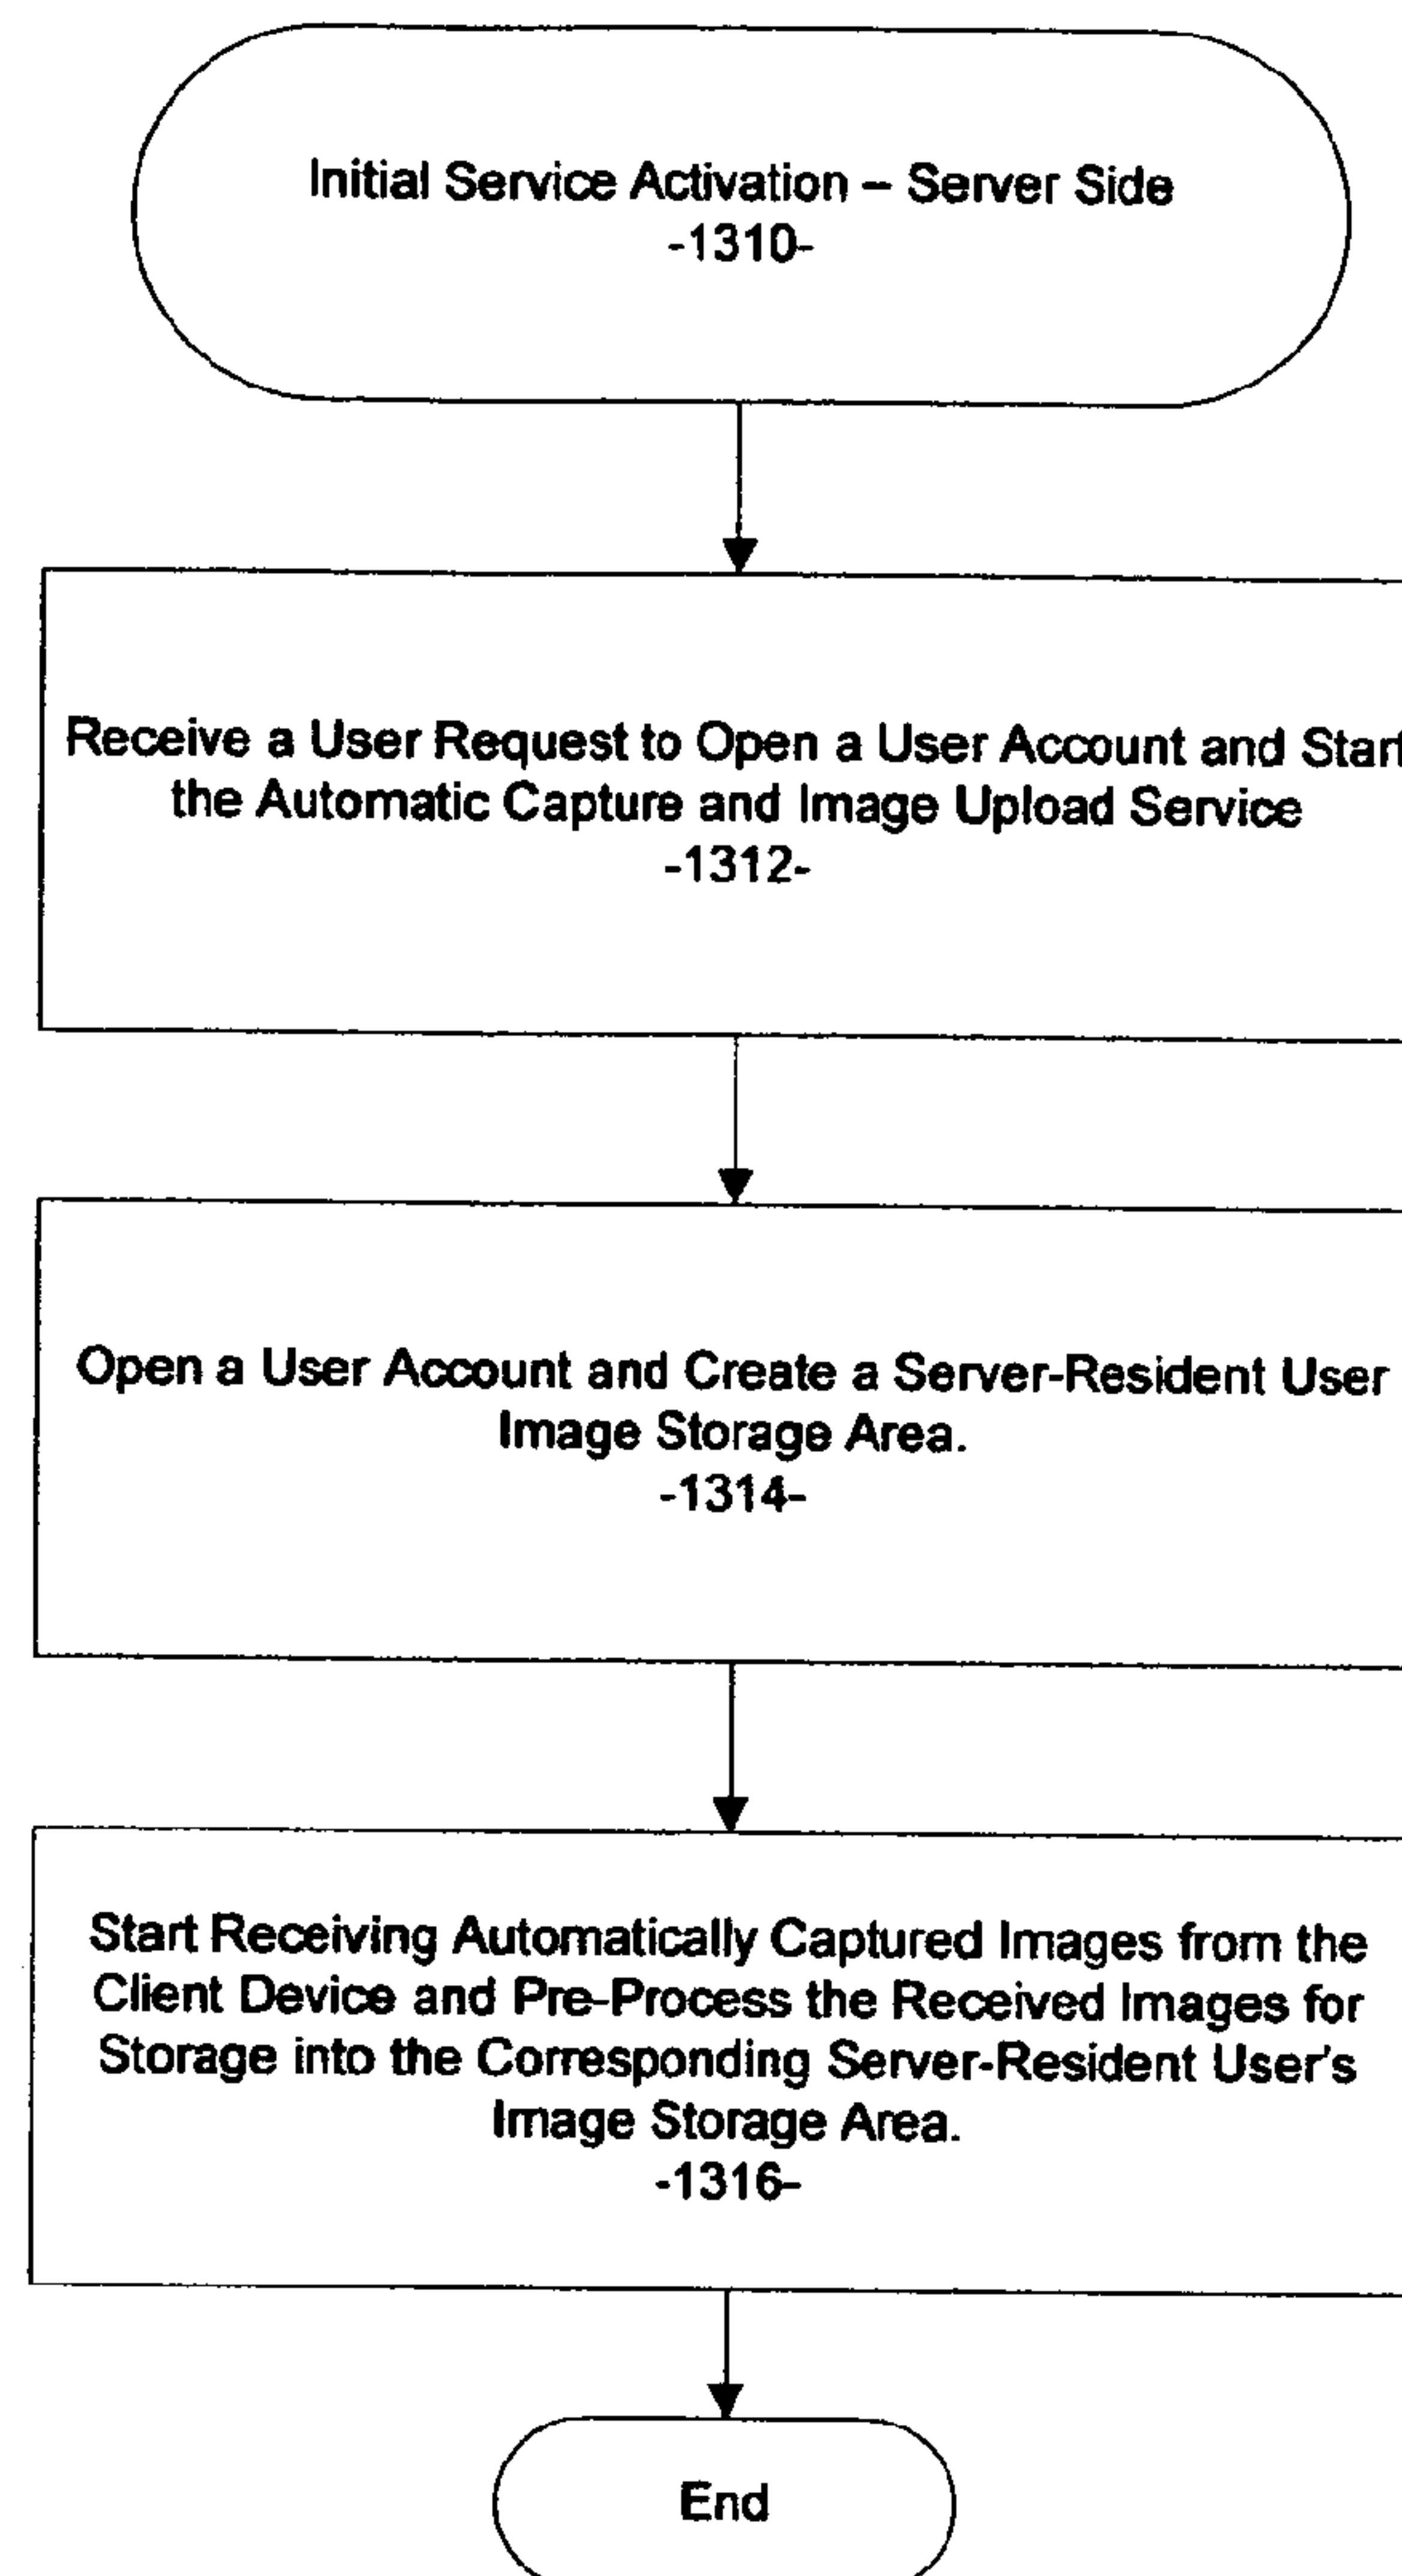 Initial Service Activation – Server Side
-1310-
Receive a User Request to Open a User Account and Start
the Automatic Capture and Image Upload Service
-1312-
Open a User Account and Create a Server-Resident User
Image Storage Area.
-1314-
Start Receiving Automatically Captured Images from the
Client Device and Pre-Process the Received Images for
Storage into the Corresponding Server-Resident User's
Image Storage Area.
-1316-
End